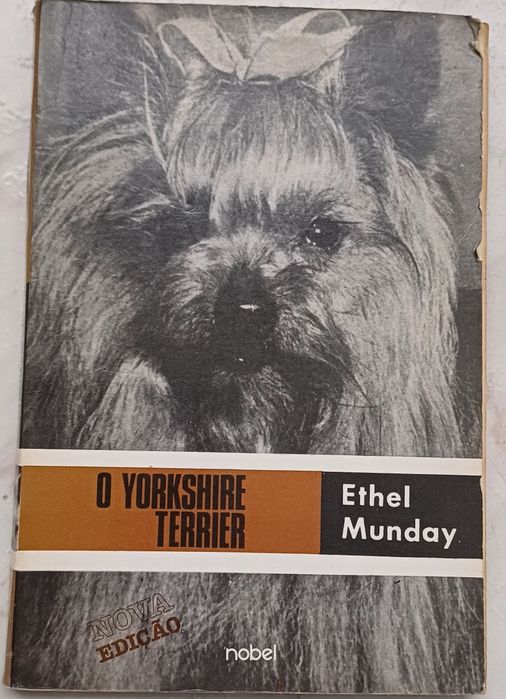 O YORKSHIRE
TERRIER
Ethel
Munday
NOVA
EDIÇÃO
nobel